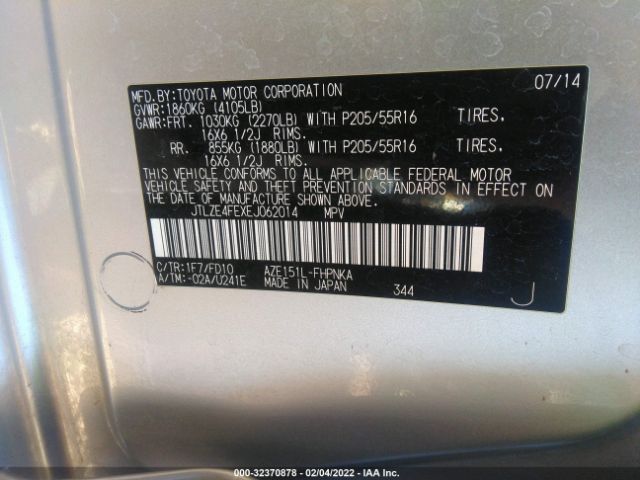 MFD.BY:TOYOTA MOTOR CORPORATION 07/14
GVWR:1860KG (4105LB)
GAWR:FRT. 1030KG (2270LB) WITH P205/55R16 TIRES.
16X6 1/2J RIMS.
RR. 855KG (1880LB) WITH P205/55R16 TIRES.
16X6 1/2J RIMS.
THIS VEHICLE CONFORMS TO ALL APPLICABLE FEDERAL MOTOR
VEHICLE SAFETY AND THEFT PREVENTION STANDARDS IN EFFECT ON
THE DATE OF MANUFACTURE SHOWN ABOVE.
JTLZE4FEXEJ062014 MPV
C/TR:1F7/FD10 AZE151L-FHPNKA
A/TM:-02A/U241E MADE IN JAPAN 344 J
000-32370878 - 02/04/2022 - IAA Inc.